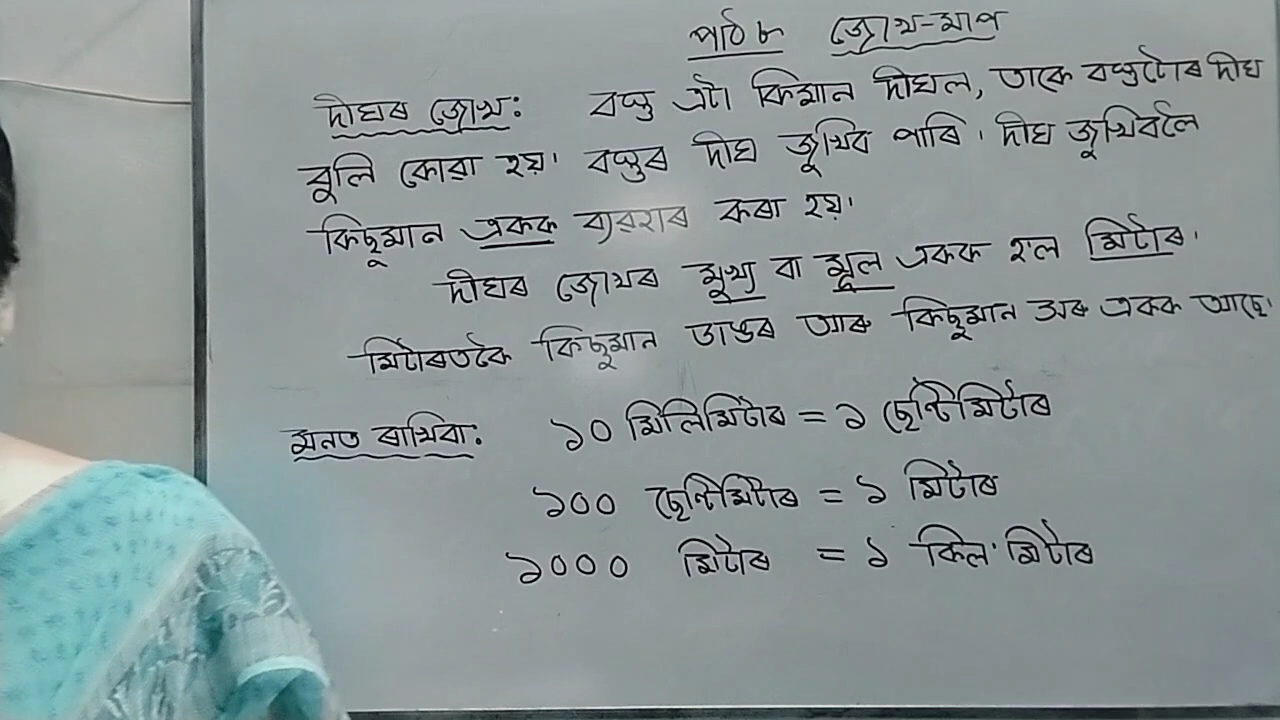 পাঠ ৮ জোখ-মাপ
দীঘৰ জোখ: বস্তু এটা কিমান দীঘল, তাকে বস্তুটোৰ দীঘ
বুলি কোৱা হয়। বস্তুৰ দীঘ জুখিব পাৰি। দীঘ জুখিবলৈ
কিছুমান একক ব্যৱহাৰ কৰা হয়।
দীঘৰ জোখৰ মুখ্য বা মূল একক হ'ল মিটাৰ।
মিটাৰতকৈ কিছুমান ডাঙৰ আৰু কিছুমান সৰু একক আছে।
মনত ৰাখিবা: ১০ মিলিমিটাৰ = ১ ছেণ্টিমিটাৰ
১০০ ছেণ্টিমিটাৰ = ১ মিটাৰ
১০০০ মিটাৰ = ১ কিল'মিটাৰ